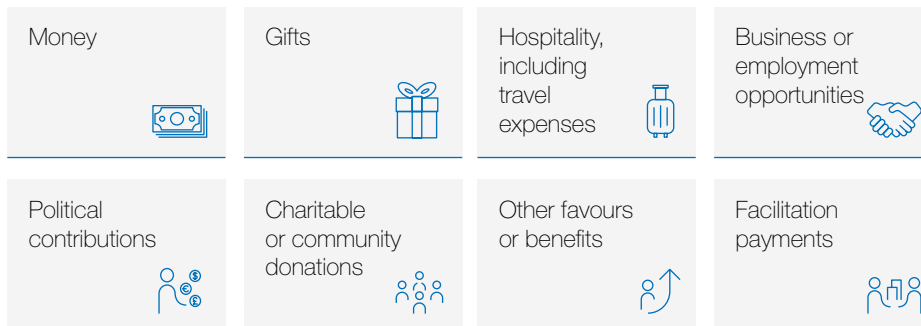 Money
Gifts
Hospitality,
including
travel
expenses
Business or
employment
opportunities
$
€
£
Political
contributions
Charitable
or community
donations
Other favours
or benefits
Facilitation
payments